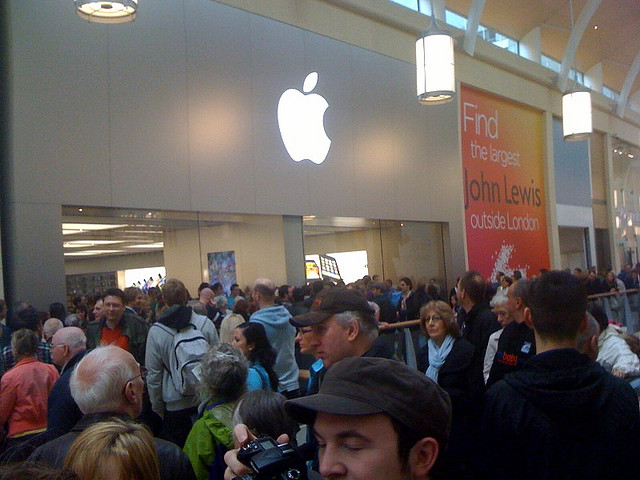 Find
the largest
John Lewis
outside London